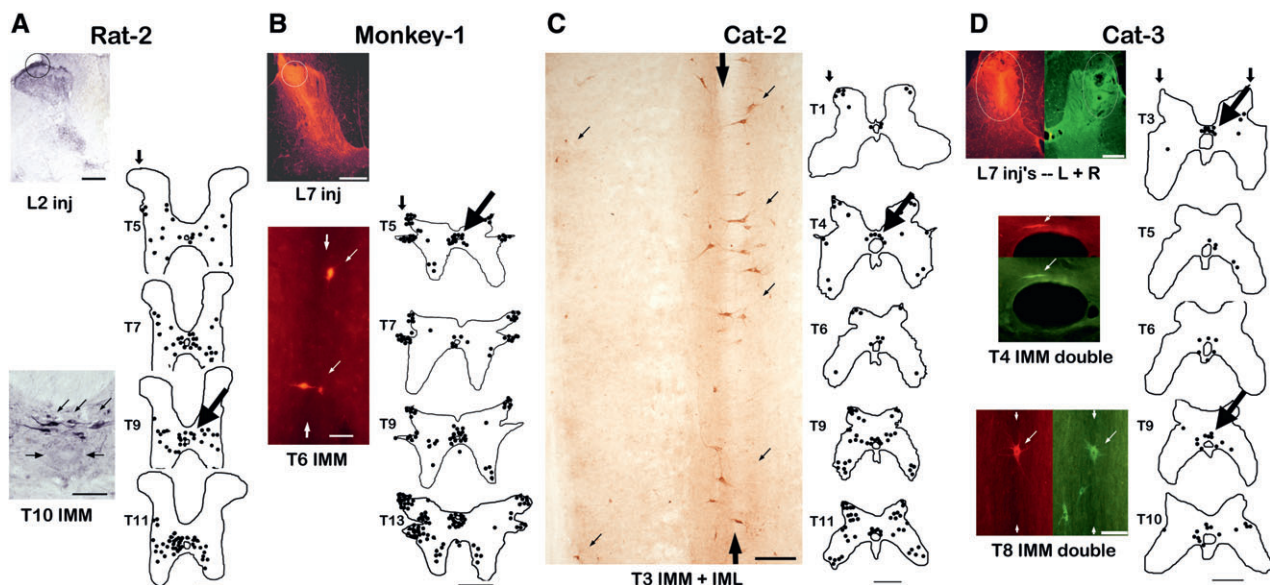 A
Rat-2
L2 inj
T5
T7
T9
T10 IMM
T11
B
Monkey-1
L7 inj
T5
T7
T6 IMM
T9
T13
C
Cat-2
T3 IMM + IML
T1
T4
T6
T9
T11
D
Cat-3
L7 inj's -- L + R
T3
T5
T4 IMM double
T6
T9
T8 IMM double
T10